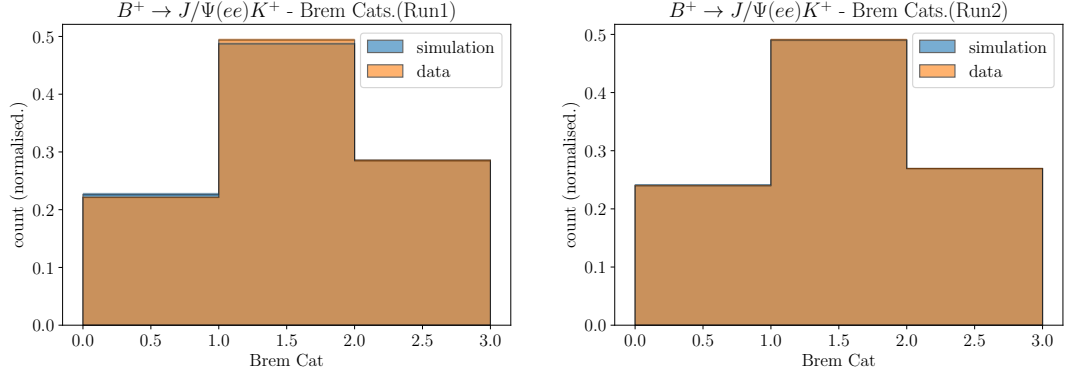 B⁺ → J/Ψ(ee)K⁺ - Brem Cats.(Run1)
simulation
data
count (normalised.)
0.5
0.4
0.3
0.2
0.1
0.0
0.0 0.5 1.0 1.5 2.0 2.5 3.0
Brem Cat
B⁺ → J/Ψ(ee)K⁺ - Brem Cats.(Run2)
simulation
data
count (normalised.)
0.5
0.4
0.3
0.2
0.1
0.0
0.0 0.5 1.0 1.5 2.0 2.5 3.0
Brem Cat